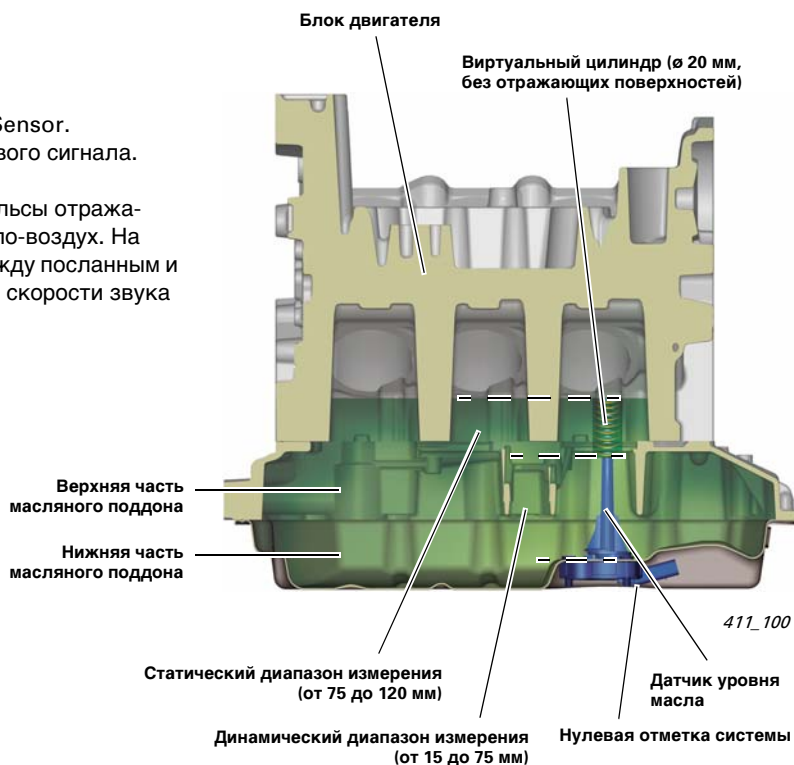 Блок двигателя
Виртуальный цилиндр (ø 20 мм,
без отражающих поверхностей)
Sensor.
вого сигнала.
льсы отража-
ло-воздух. На
жду посланным и
скорости звука
Верхняя часть
масляного поддона
Нижняя часть
масляного поддона
411_100
Статический диапазон измерения
(от 75 до 120 мм)
Датчик уровня
масла
Динамический диапазон измерения
(от 15 до 75 мм)
Нулевая отметка системы